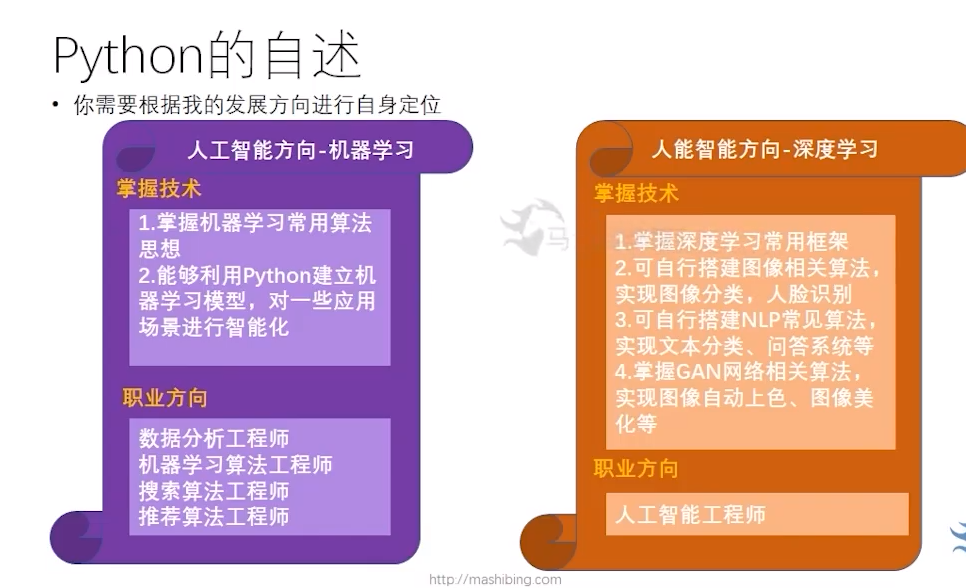 Python的自述
• 你需要根据我的发展方向进行自身定位
人工智能方向-机器学习
掌握技术
1.掌握机器学习常用算法
思想
2.能够利用Python建立机
器学习模型，对一些应用
场景进行智能化
职业方向
数据分析工程师
机器学习算法工程师
搜索算法工程师
推荐算法工程师
人能智能方向-深度学习
掌握技术
1.掌握深度学习常用框架
2.可自行搭建图像相关算法，
实现图像分类，人脸识别
3.可自行搭建NLP常见算法，
实现文本分类、问答系统等
4.掌握GAN网络相关算法，
实现图像自动上色、图像美
化等
职业方向
人工智能工程师
马
http://mashibing.com